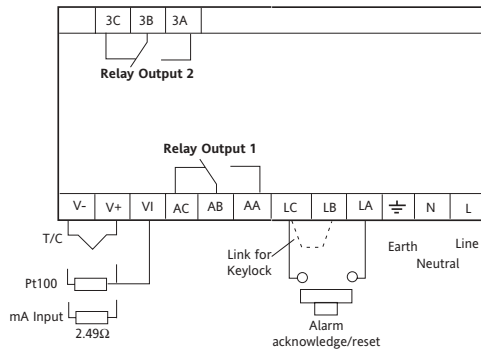 3C 3B 3A
Relay Output 2
Relay Output 1
V- V+ VI AC AB AA LC LB LA N L
T/C
Link for
Keylock
Earth
Line
Neutral
Pt100
mA Input
2.49Ω
Alarm
acknowledge/reset